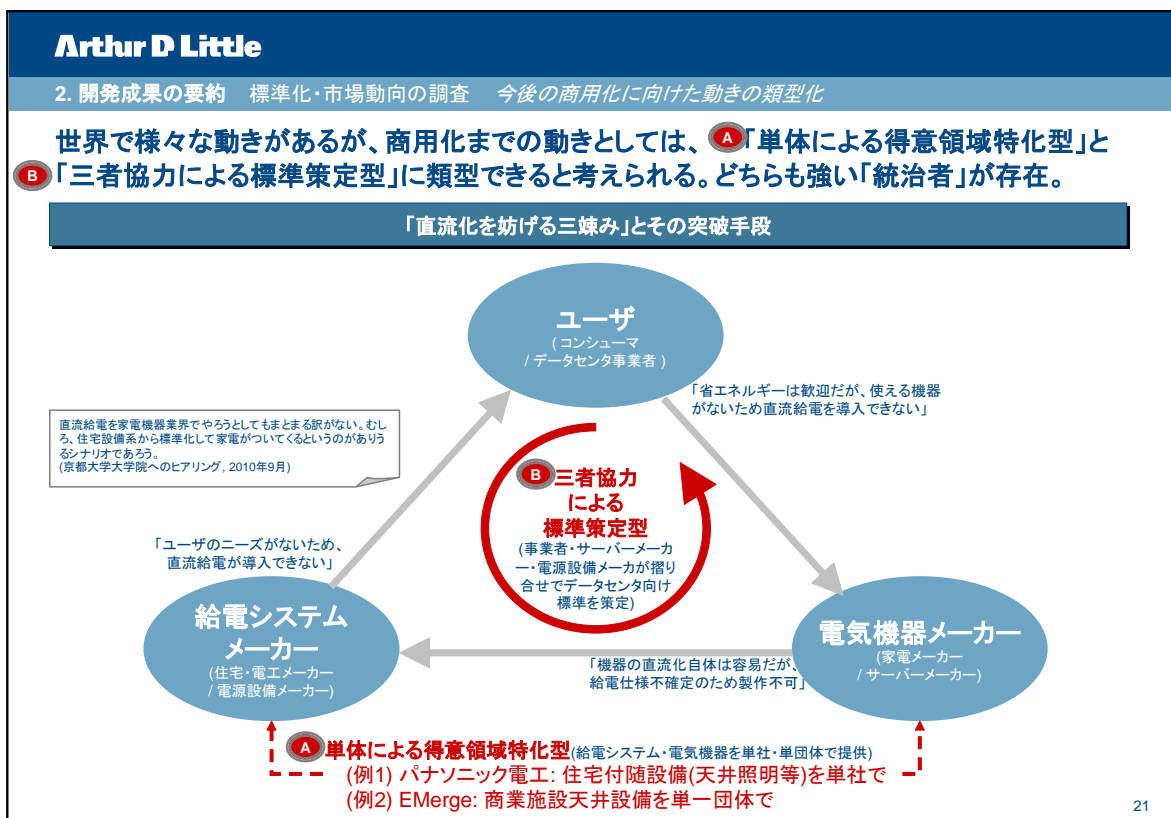 Arthur D Little
2. 開発成果の要約 標準化・市場動向の調査 今後の商用化に向けた動きの類型化
世界で様々な動きがあるが、商用化までの動きとしては、 A 「単体による得意領域特化型」と
B 「三者協力による標準策定型」に類型できると考えられる。どちらも強い「統治者」が存在。
「直流化を妨げる三竦み」とその突破手段
ユーザ
( コンシューマ
/ データセンタ事業者 )
「省エネルギーは歓迎だが、使える機器
がないため直流給電を導入できない」
直流給電を家電機器業界でやろうとしてもまとまる訳がない。むし
ろ、住宅設備系から標準化して家電がついてくるというのがありう
るシナリオであろう。
(京都大学大学院へのヒアリング, 2010年9月)
B 三者協力
による
標準策定型
(事業者・サーバーメーカ
ー・電源設備メーカが摺り
合せでデータセンタ向け
標準を策定)
「ユーザのニーズがないため、
直流給電が導入できない」
給電システム
メーカー
(住宅・電工メーカー
/ 電源設備メーカー)
電気機器メーカー
(家電メーカー
/ サーバーメーカー)
「機器の直流化自体は容易だが、
給電仕様不確定のため製作不可」
A 単体による得意領域特化型(給電システム・電気機器を単社・単団体で提供)
(例1) パナソニック電工: 住宅付随設備(天井照明等)を単社で
(例2) EMerge: 商業施設天井設備を単一団体で
21